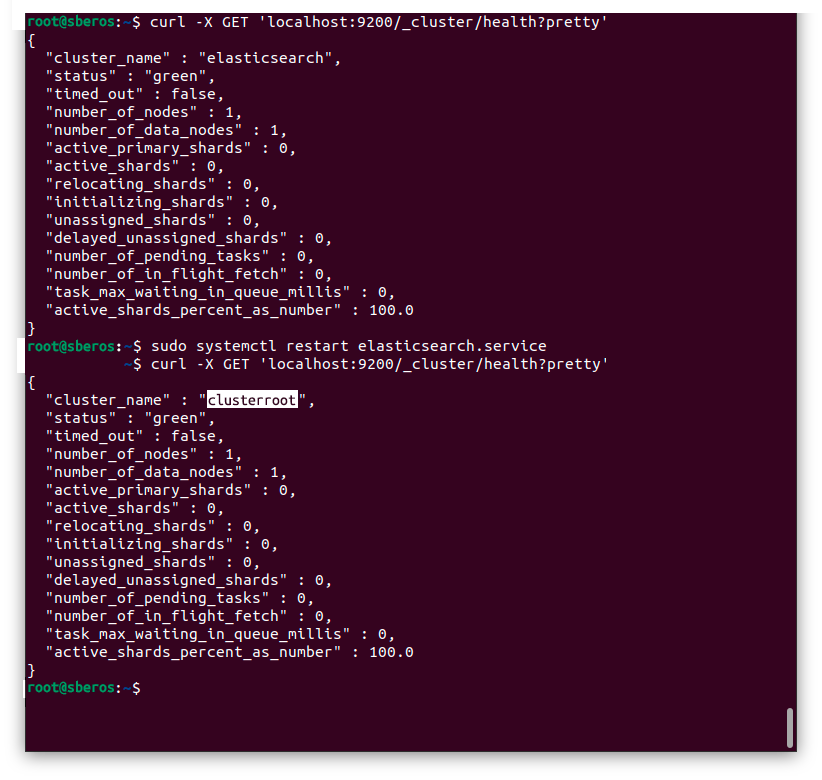 root@sberos:~$ curl -X GET 'localhost:9200/_cluster/health?pretty'
{
  "cluster_name" : "elasticsearch",
  "status" : "green",
  "timed_out" : false,
  "number_of_nodes" : 1,
  "number_of_data_nodes" : 1,
  "active_primary_shards" : 0,
  "active_shards" : 0,
  "relocating_shards" : 0,
  "initializing_shards" : 0,
  "unassigned_shards" : 0,
  "delayed_unassigned_shards" : 0,
  "number_of_pending_tasks" : 0,
  "number_of_in_flight_fetch" : 0,
  "task_max_waiting_in_queue_millis" : 0,
  "active_shards_percent_as_number" : 100.0
}
root@sberos:~$ sudo systemctl restart elasticsearch.service
~$ curl -X GET 'localhost:9200/_cluster/health?pretty'
{
  "cluster_name" : "clusterroot",
  "status" : "green",
  "timed_out" : false,
  "number_of_nodes" : 1,
  "number_of_data_nodes" : 1,
  "active_primary_shards" : 0,
  "active_shards" : 0,
  "relocating_shards" : 0,
  "initializing_shards" : 0,
  "unassigned_shards" : 0,
  "delayed_unassigned_shards" : 0,
  "number_of_pending_tasks" : 0,
  "number_of_in_flight_fetch" : 0,
  "task_max_waiting_in_queue_millis" : 0,
  "active_shards_percent_as_number" : 100.0
}
root@sberos:~$